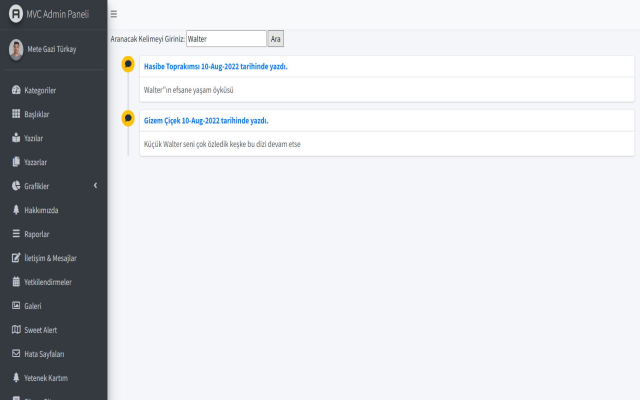 MVC Admin Paneli
Mete Gazi Türkay
Kategoriler
Başlıklar
Yazılar
Yazarlar
Grafikler
Hakkımızda
Raporlar
İletişim & Mesajlar
Yetkilendirmeler
Galeri
Sweet Alert
Hata Sayfaları
Yetenek Kartım
Aranacak Kelimeyi Giriniz: Walter Ara
Hasibe Toprakımsı 10-Aug-2022 tarihinde yazdı.
Walter''ın efsane yaşam öyküsü
Gizem Çiçek 10-Aug-2022 tarihinde yazdı.
Küçük Walter seni çok özledik keşke bu dizi devam etse